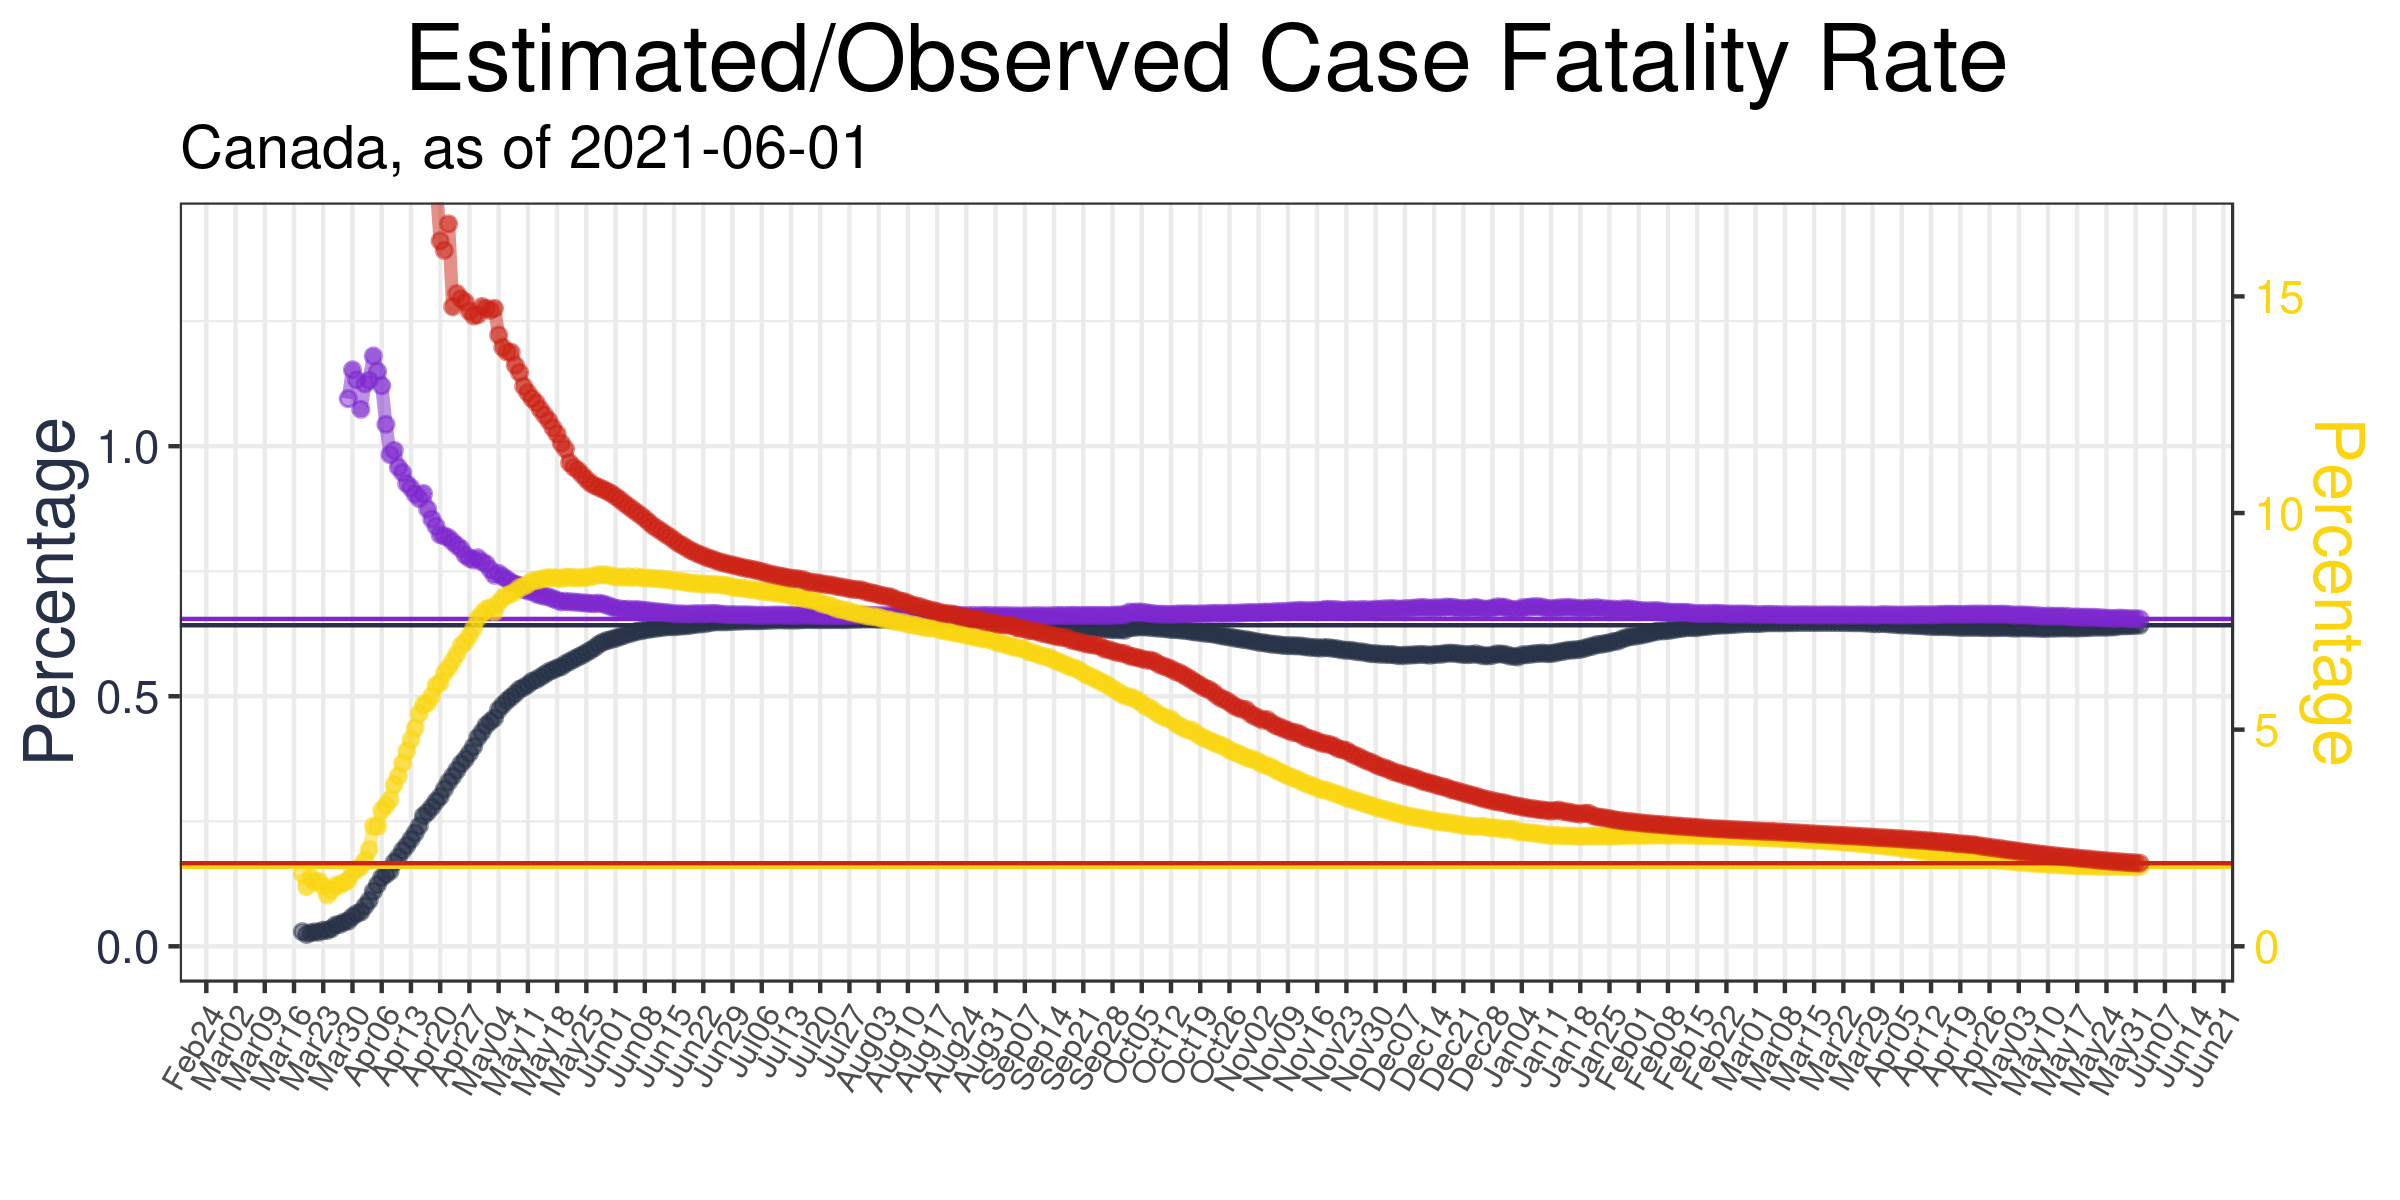 Estimated/Observed Case Fatality Rate
Canada, as of 2021-06-01
Percentage
1.0
0.5
0.0
15
10
5
0
Percentage
Feb24
Mar02
Mar09
Mar16
Mar23
Mar30
Apr06
Apr13
Apr20
Apr27
May04
May11
May18
May25
Jun01
Jun08
Jun15
Jun22
Jun29
Jul06
Jul13
Jul20
Jul27
Aug03
Aug10
Aug17
Aug24
Aug31
Sep07
Sep14
Sep21
Sep28
Oct05
Oct12
Oct19
Oct26
Nov02
Nov09
Nov16
Nov23
Nov30
Dec07
Dec14
Dec21
Dec28
Jan04
Jan11
Jan18
Jan25
Feb01
Feb08
Feb15
Feb22
Mar01
Mar08
Mar15
Mar22
Mar29
Apr05
Apr12
Apr19
Apr26
May03
May10
May17
May24
May31
Jun07
Jun14
Jun21